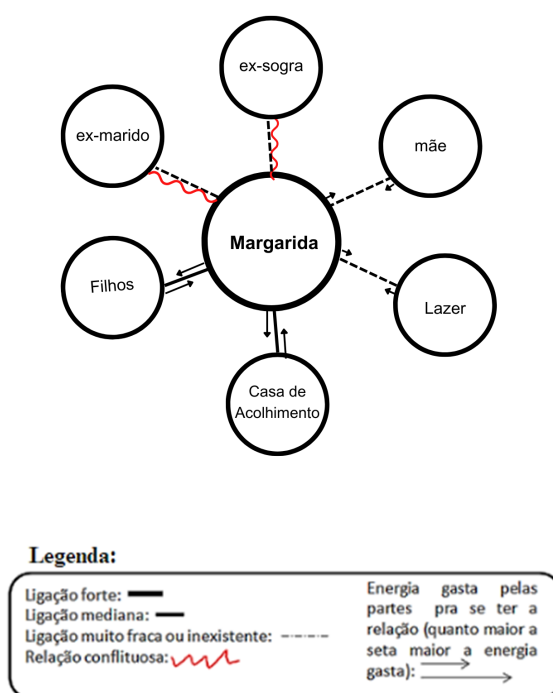 ex-sogra
ex-marido
mãe
Margarida
Filhos
Lazer
Casa de
Acolhimento
Legenda:
Ligação forte:
Ligação mediana:
Ligação muito fraca ou inexistente:
Relação conflituosa:
Energia gasta pelas
partes pra se ter a
relação (quanto maior a
seta maior a energia
gasta):